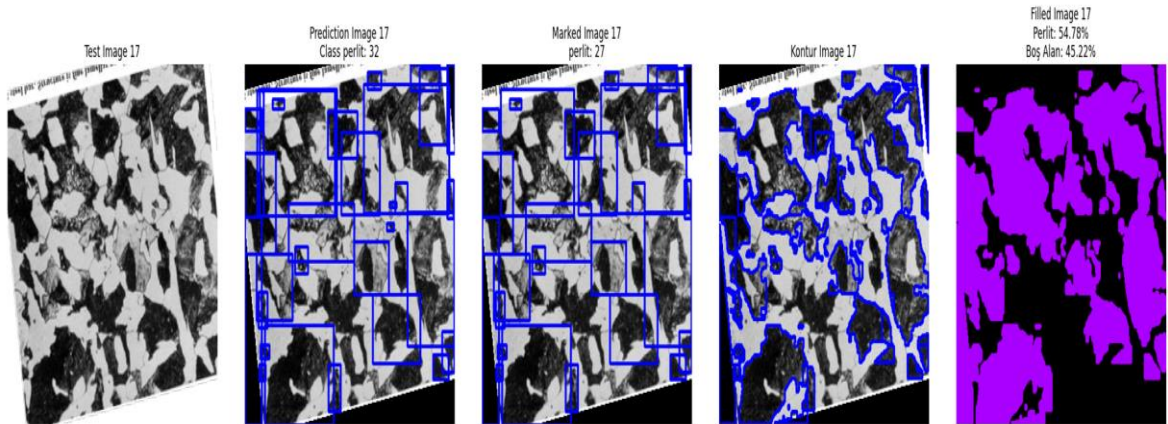 Test Image 17
Prediction Image 17
Class perlit: 32
Marked Image 17
perlit: 27
Kontur Image 17
Filled Image 17
Perlit: 54.78%
Boş Alan: 45.22%